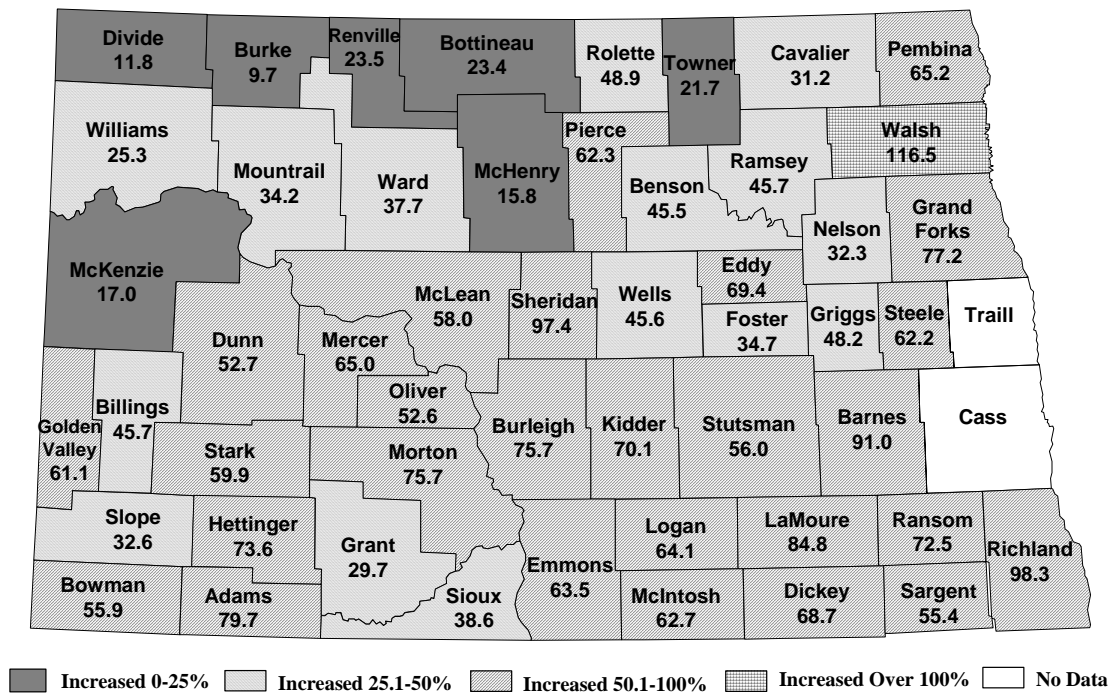 Divide
11.8
Burke
9.7
Renville
23.5
Bottineau
23.4
Rolette
48.9
Towner
21.7
Cavalier
31.2
Pembina
65.2
Williams
25.3
Mountrail
34.2
Ward
37.7
McHenry
15.8
Pierce
62.3
Benson
45.5
Ramsey
45.7
Walsh
116.5
Nelson
32.3
Grand
Forks
77.2
McKenzie
17.0
Dunn
52.7
Mercer
65.0
McLean
58.0
Sheridan
97.4
Wells
45.6
Eddy
69.4
Foster
34.7
Griggs
48.2
Steele
62.2
Traill
Golden
Valley
61.1
Billings
45.7
Stark
59.9
Oliver
52.6
Morton
75.7
Burleigh
75.7
Kidder
70.1
Stutsman
56.0
Barnes
91.0
Cass
Slope
32.6
Hettinger
73.6
Grant
29.7
Emmons
63.5
Logan
64.1
LaMoure
84.8
Ransom
72.5
Richland
98.3
Bowman
55.9
Adams
79.7
Sioux
38.6
McIntosh
62.7
Dickey
68.7
Sargent
55.4
Increased 0-25%
Increased 25.1-50%
Increased 50.1-100%
Increased Over 100%
No Data